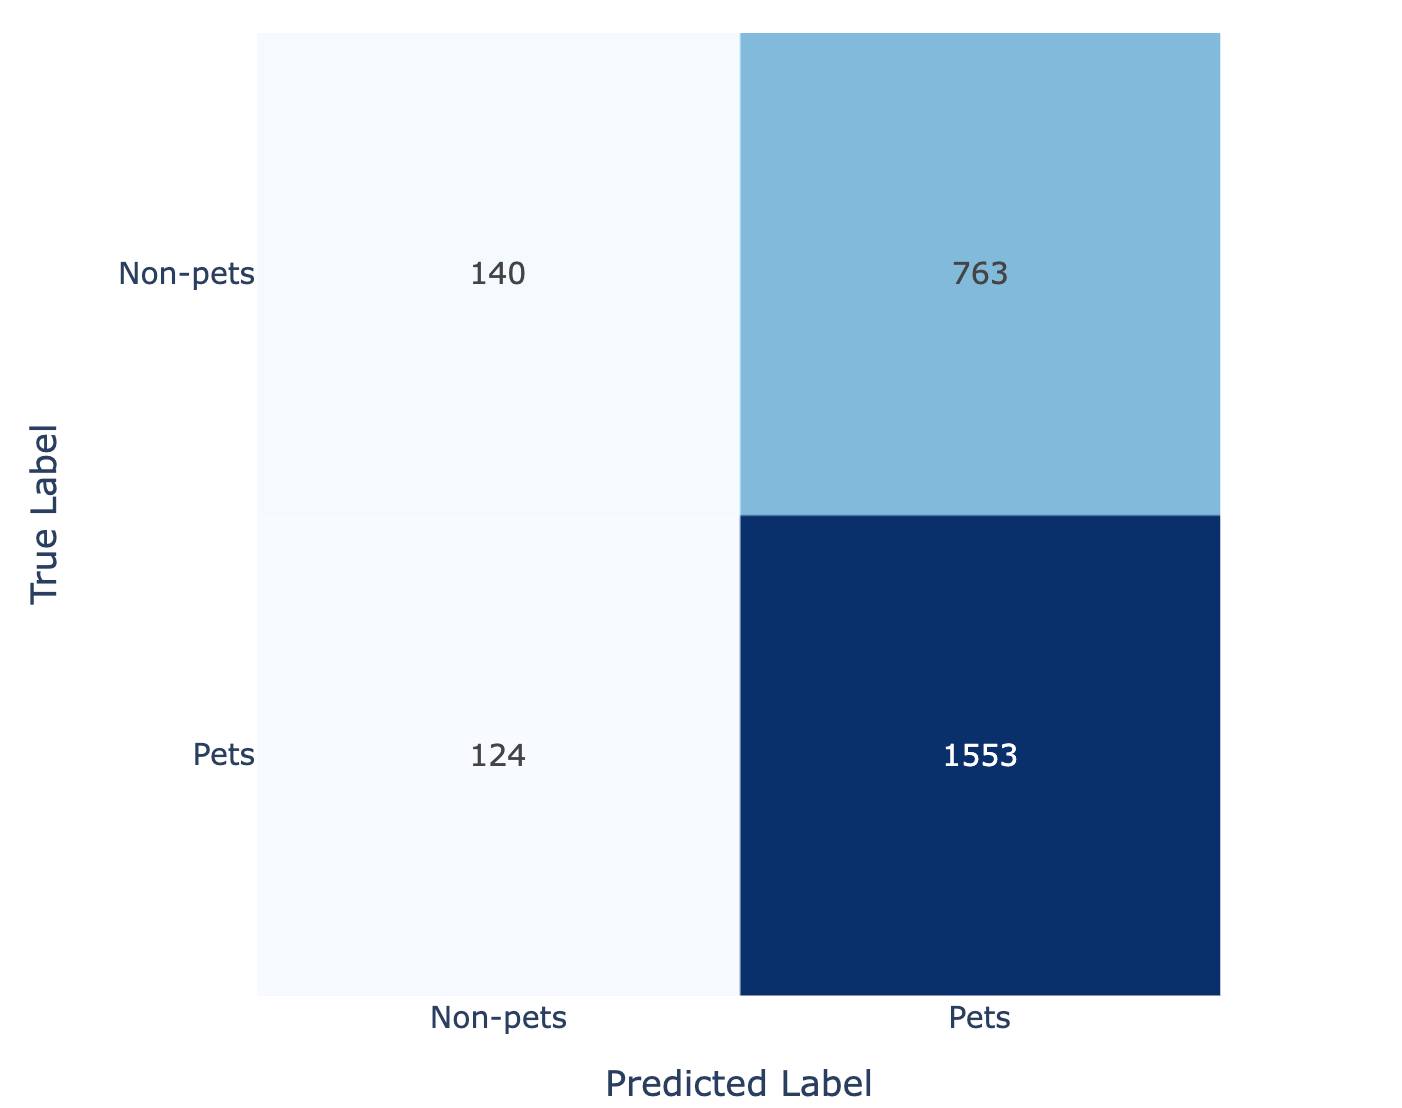 True Label
Non-pets
140
763
Pets
124
1553
Non-pets
Pets
Predicted Label